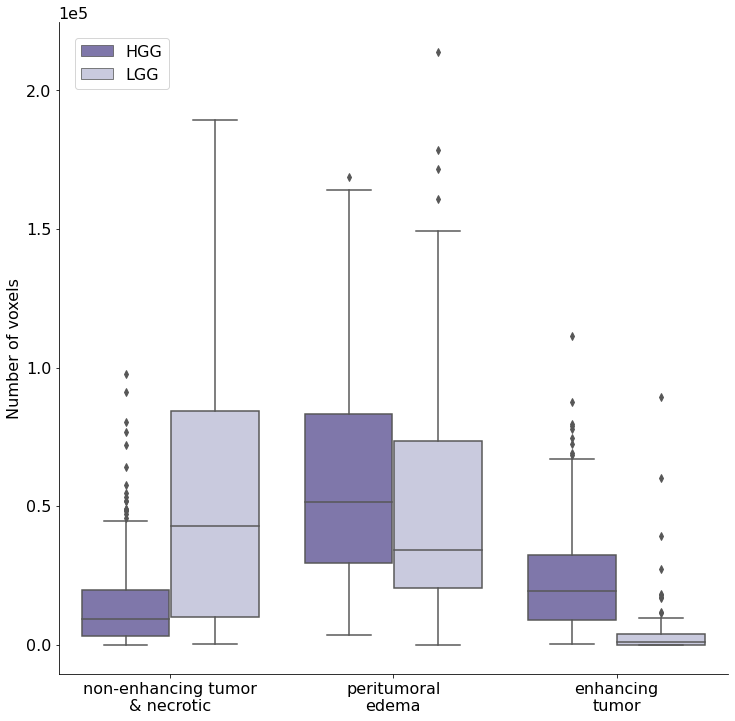 1e5
HGG
LGG
2.0
1.5
1.0
0.5
0.0
Number of voxels
non-enhancing tumor
& necrotic
peritumoral
edema
enhancing
tumor